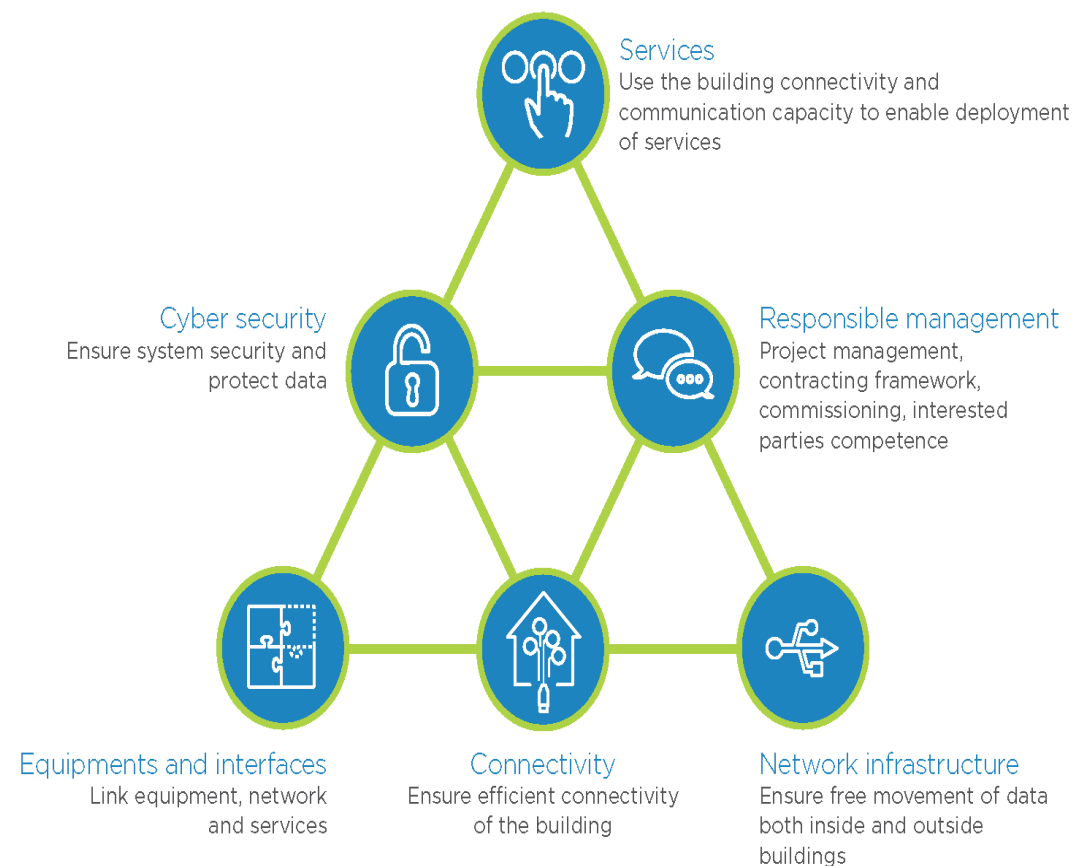 Services
Use the building connectivity and
communication capacity to enable deployment
of services
Cyber security
Ensure system security and
protect data
Responsible management
Project management,
contracting framework,
commissioning, interested
parties competence
Equipments and interfaces
Link equipment, network
and services
Connectivity
Ensure efficient connectivity
of the building
Network infrastructure
Ensure free movement of data
both inside and outside
buildings